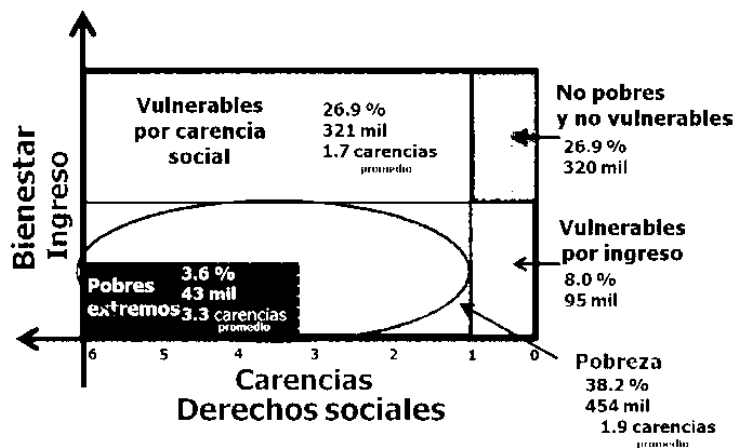 Bienestar
Ingreso
Vulnerables
por carencia
social
26.9 %
321 mil
1.7 carencias
promedio
No pobres
y no vulnerables
26.9 %
320 mil
Vulnerables
por ingreso
8.0 %
95 mil
Pobres
extremos
3.6 %
43 mil
3.3 carencias
promedio
6 5 4 3 2 1 0
Carencias
Derechos sociales
Pobreza
38.2 %
454 mil
1.9 carencias
promedio